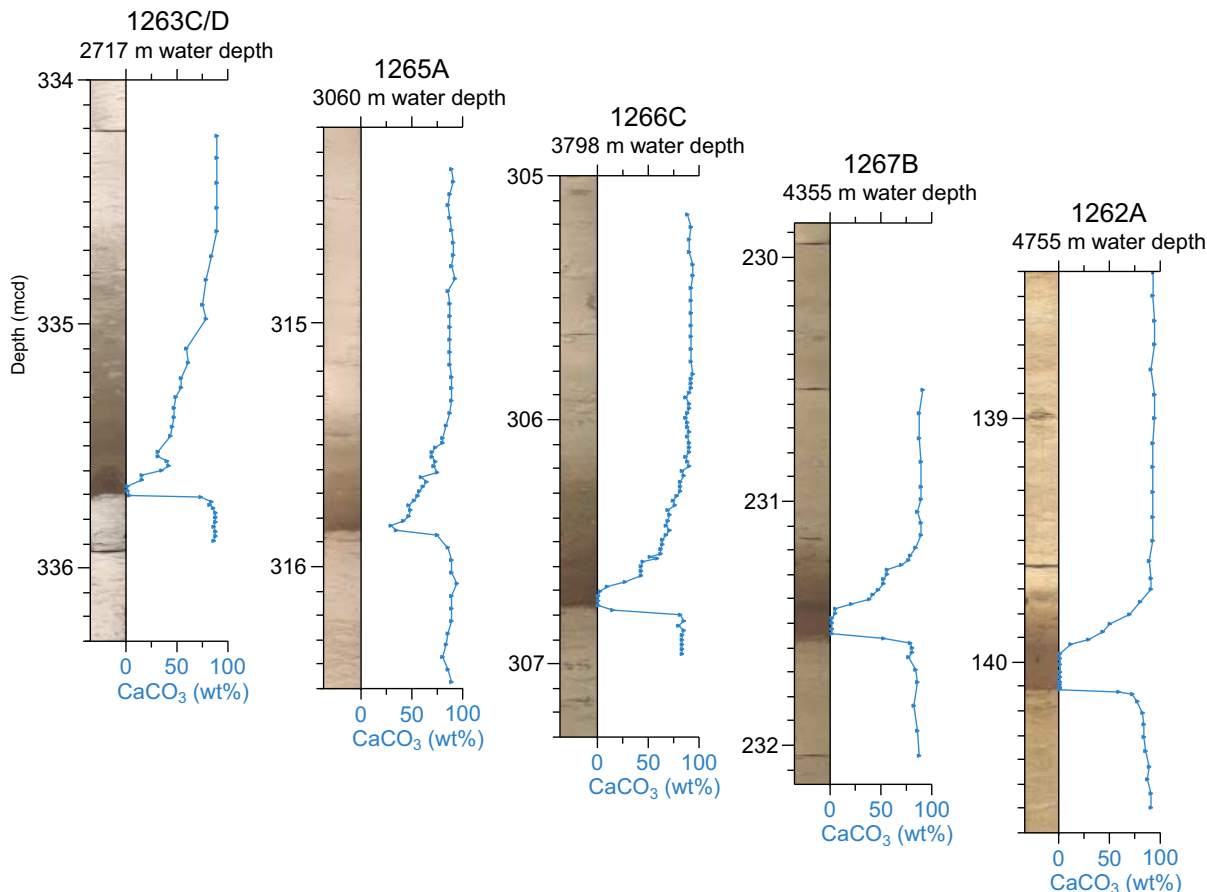 1263C/D
2717 m water depth
334
335
336
Depth (mcd)
0 50 100
CaCO₃ (wt%)
1265A
3060 m water depth
315
316
0 50 100
CaCO₃ (wt%)
1266C
3798 m water depth
305
306
307
0 50 100
CaCO₃ (wt%)
1267B
4355 m water depth
230
231
232
0 50 100
CaCO₃ (wt%)
1262A
4755 m water depth
139
140
0 50 100
CaCO₃ (wt%)